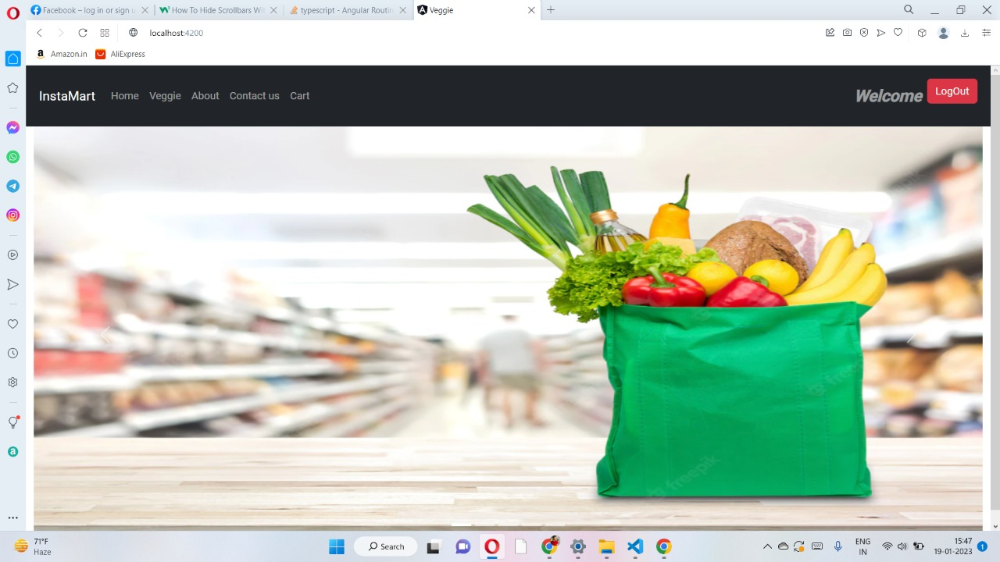 Facebook – log in or sign u
How To Hide Scrollbars Wi
typescript - Angular Routin
Veggie
localhost:4200
Amazon.in
AliExpress
InstaMart
Home
Veggie
About
Contact us
Cart
Welcome
LogOut
freepik
71°F
Haze
Search
ENG
IN
15:47
19-01-2023
1